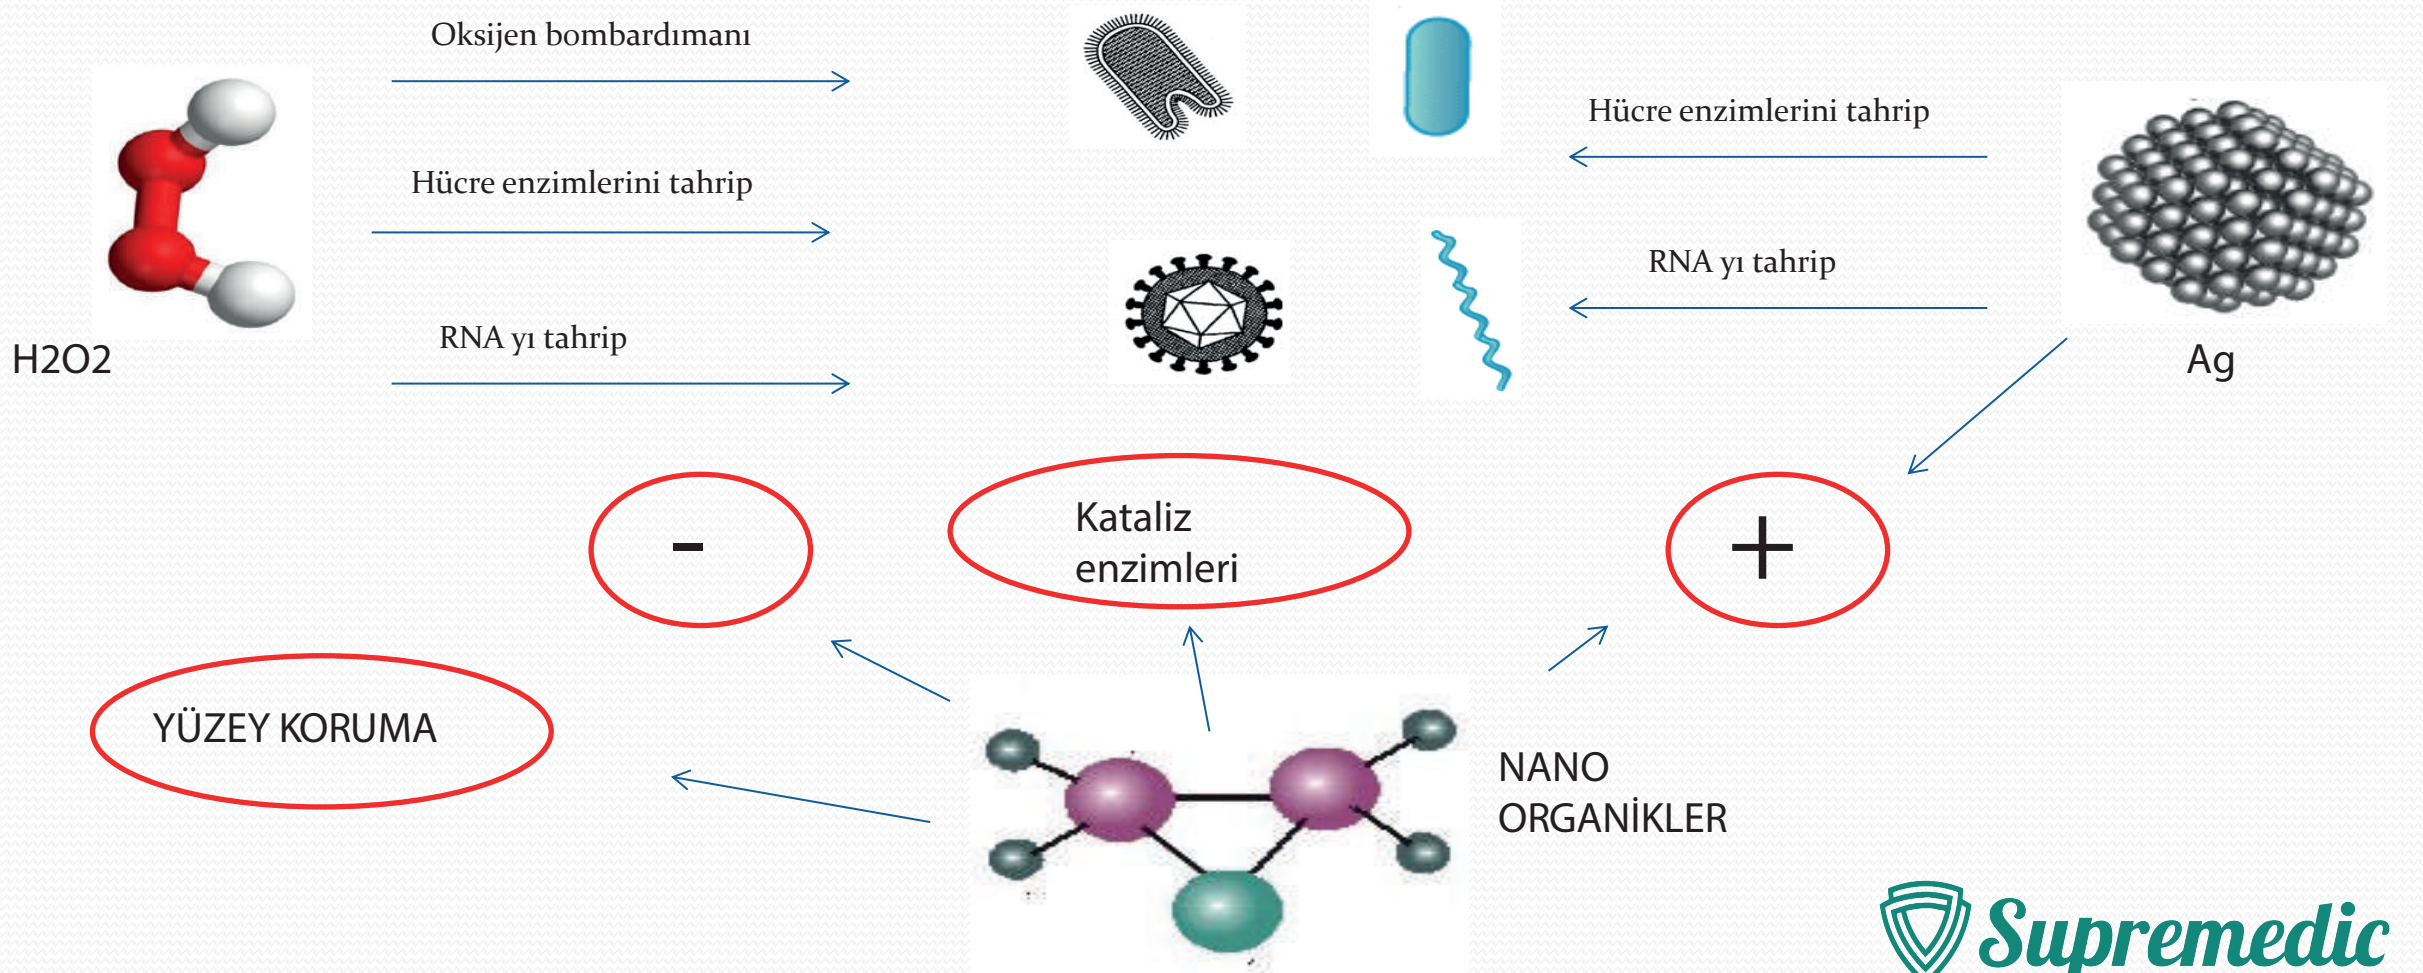 Oksijen bombardımanı
Hücre enzimlerini tahrip
Hücre enzimlerini tahrip
RNA yı tahrip
RNA yı tahrip
H2O2
Ag
-
Kataliz
enzimleri
+
YÜZEY KORUMA
NANO
ORGANİKLER
Supremedic